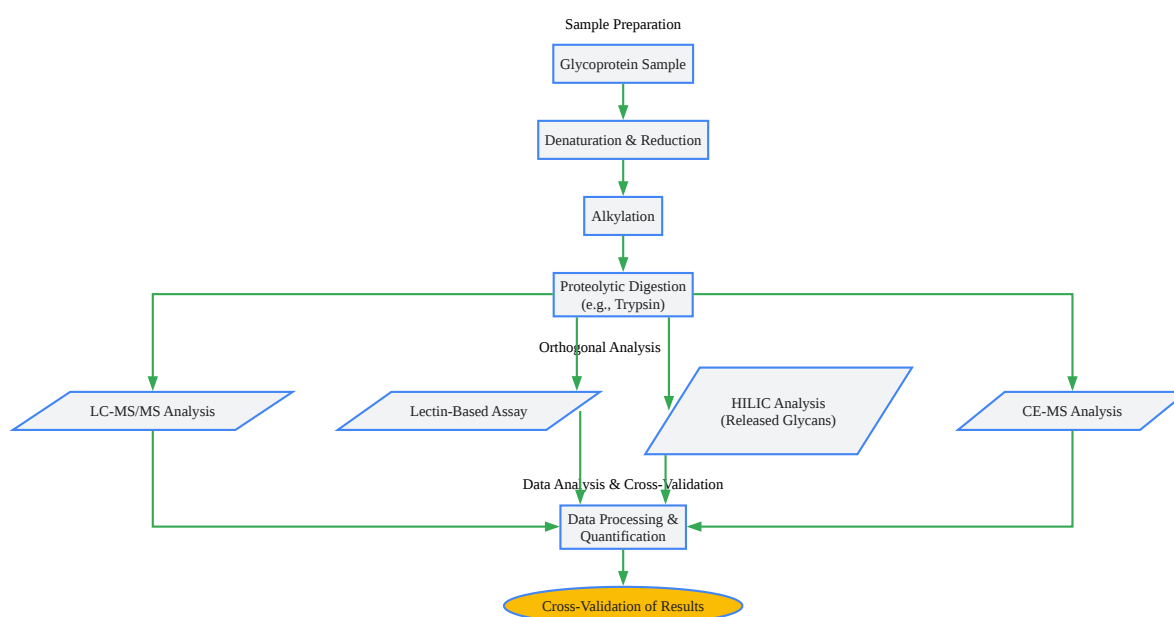 Sample Preparation
Glycoprotein Sample
Denaturation & Reduction
Alkylation
Proteolytic Digestion
(e.g., Trypsin)
Orthogonal Analysis
LC-MS/MS Analysis
Lectin-Based Assay
HILIC Analysis
(Released Glycans)
CE-MS Analysis
Data Analysis & Cross-Validation
Data Processing &
Quantification
Cross-Validation of Results